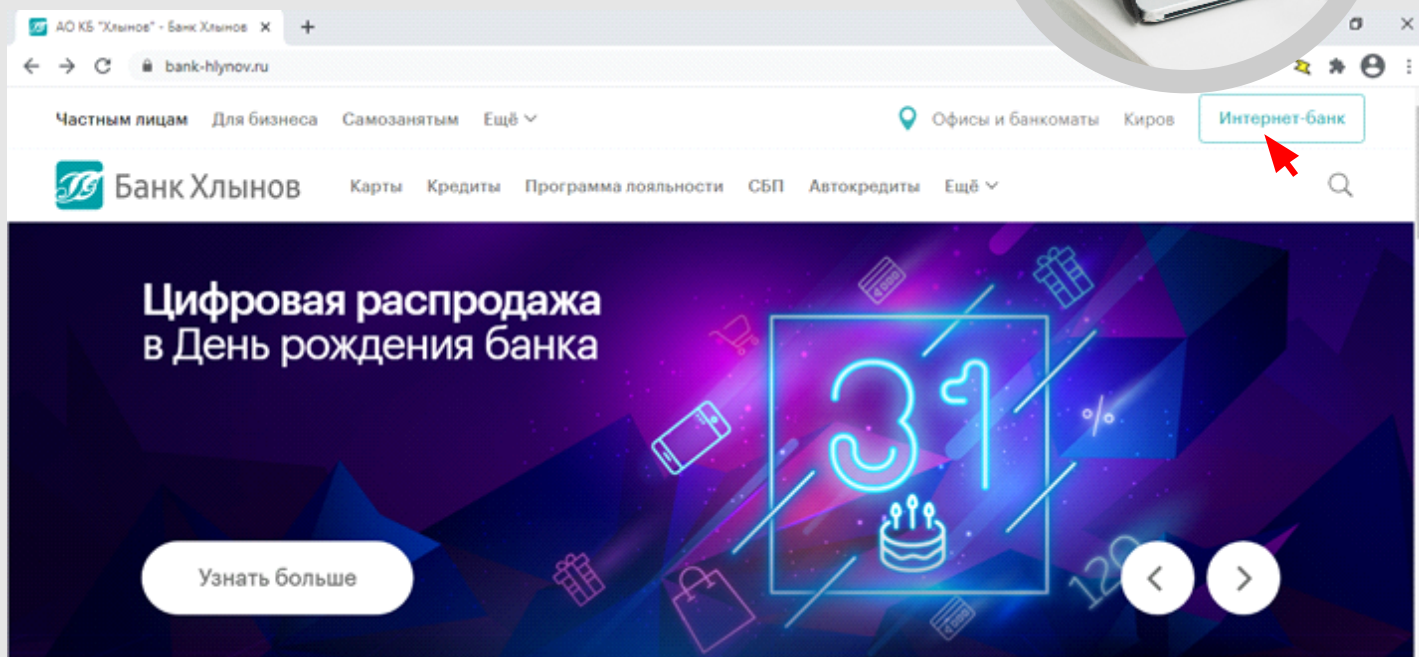 АО КБ "Хлынов" - Банк Хлынов
bank-hlynov.ru
Частным лицам Для бизнеса Самозанятым Ещё Офисы и банкоматы Киров Интернет-банк
Банк Хлынов Карты Кредиты Программа лояльности СБП Автокредиты Ещё
Цифровая распродажа
в День рождения банка
31
%
120
Узнать больше